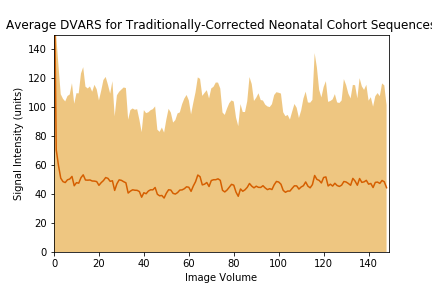 Average DVARS for Traditionally-Corrected Neonatal Cohort Sequences
140
120
100
80
60
40
20
0
Signal Intensity (units)
0 20 40 60 80 100 120 140
Image Volume